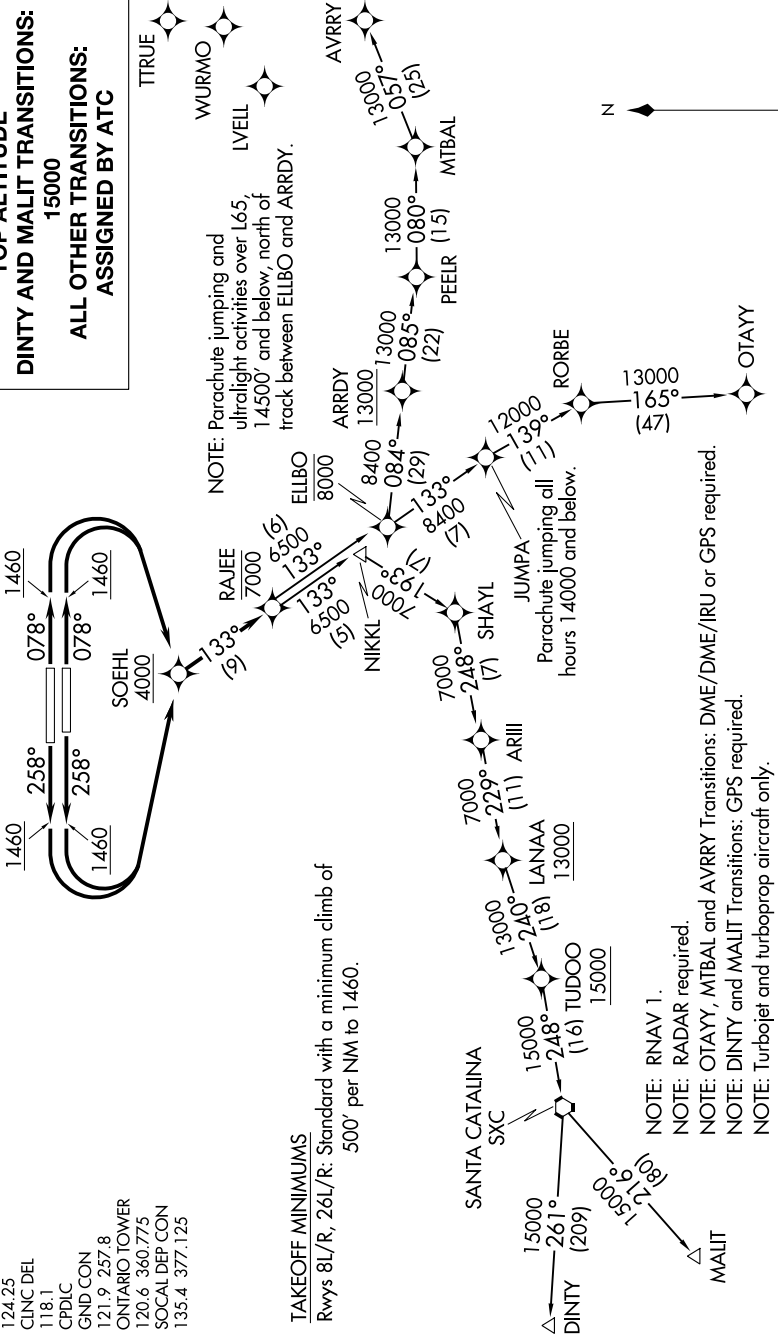 TOP ALTITUDE
DINTY AND MALIT TRANSITIONS:
15000
ALL OTHER TRANSITIONS:
ASSIGNED BY ATC
124.25
CLNC DEL
118.1
CPDLC
GND CON
121.9 257.8
ONTARIO TOWER
120.6 360.775
SOCAL DEP CON
135.4 377.125
TTRUE
WURMO
LVELL
NOTE: Parachute jumping and
ultralight activities over L65,
14500' and below, north of
track between ELLBO and ARRDY.
1460
1460
258°
258°
078°
078°
1460
1460
SOEHL
4000
133°
(9)
RAJEE
7000
(6)
6500
133°
133°
6500
(5)
NIKKL
ELLBO
8000
8400
084°
(29)
ARRDY
13000
13000
085°
(22)
PEELR
13000
080°
(15)
MTBAL
13000
057°
(25)
AVRRY
133°
8400
(7)
JUMPA
Parachute jumping all
hours 14000 and below.
12000
139°
(11)
RORBE
13000
165°
(47)
OTAYY
7000
193°
(7)
SHAYL
7000
248°
(7)
ARIII
7000
229°
(11)
LANAA
13000
13000
240°
(18)
TUDOO
15000
15000
248°
(16)
SANTA CATALINA
SXC
15000
261°
(209)
DINTY
15000
216°
(80)
MALIT
N
TAKEOFF MINIMUMS
Rwys 8L/R, 26L/R: Standard with a minimum climb of
500' per NM to 1460.
NOTE: RNAV 1.
NOTE: RADAR required.
NOTE: OTAYY, MTBAL and AVRRY Transitions: DME/DME/IRU or GPS required.
NOTE: DINTY and MALIT Transitions: GPS required.
NOTE: Turbojet and turboprop aircraft only.